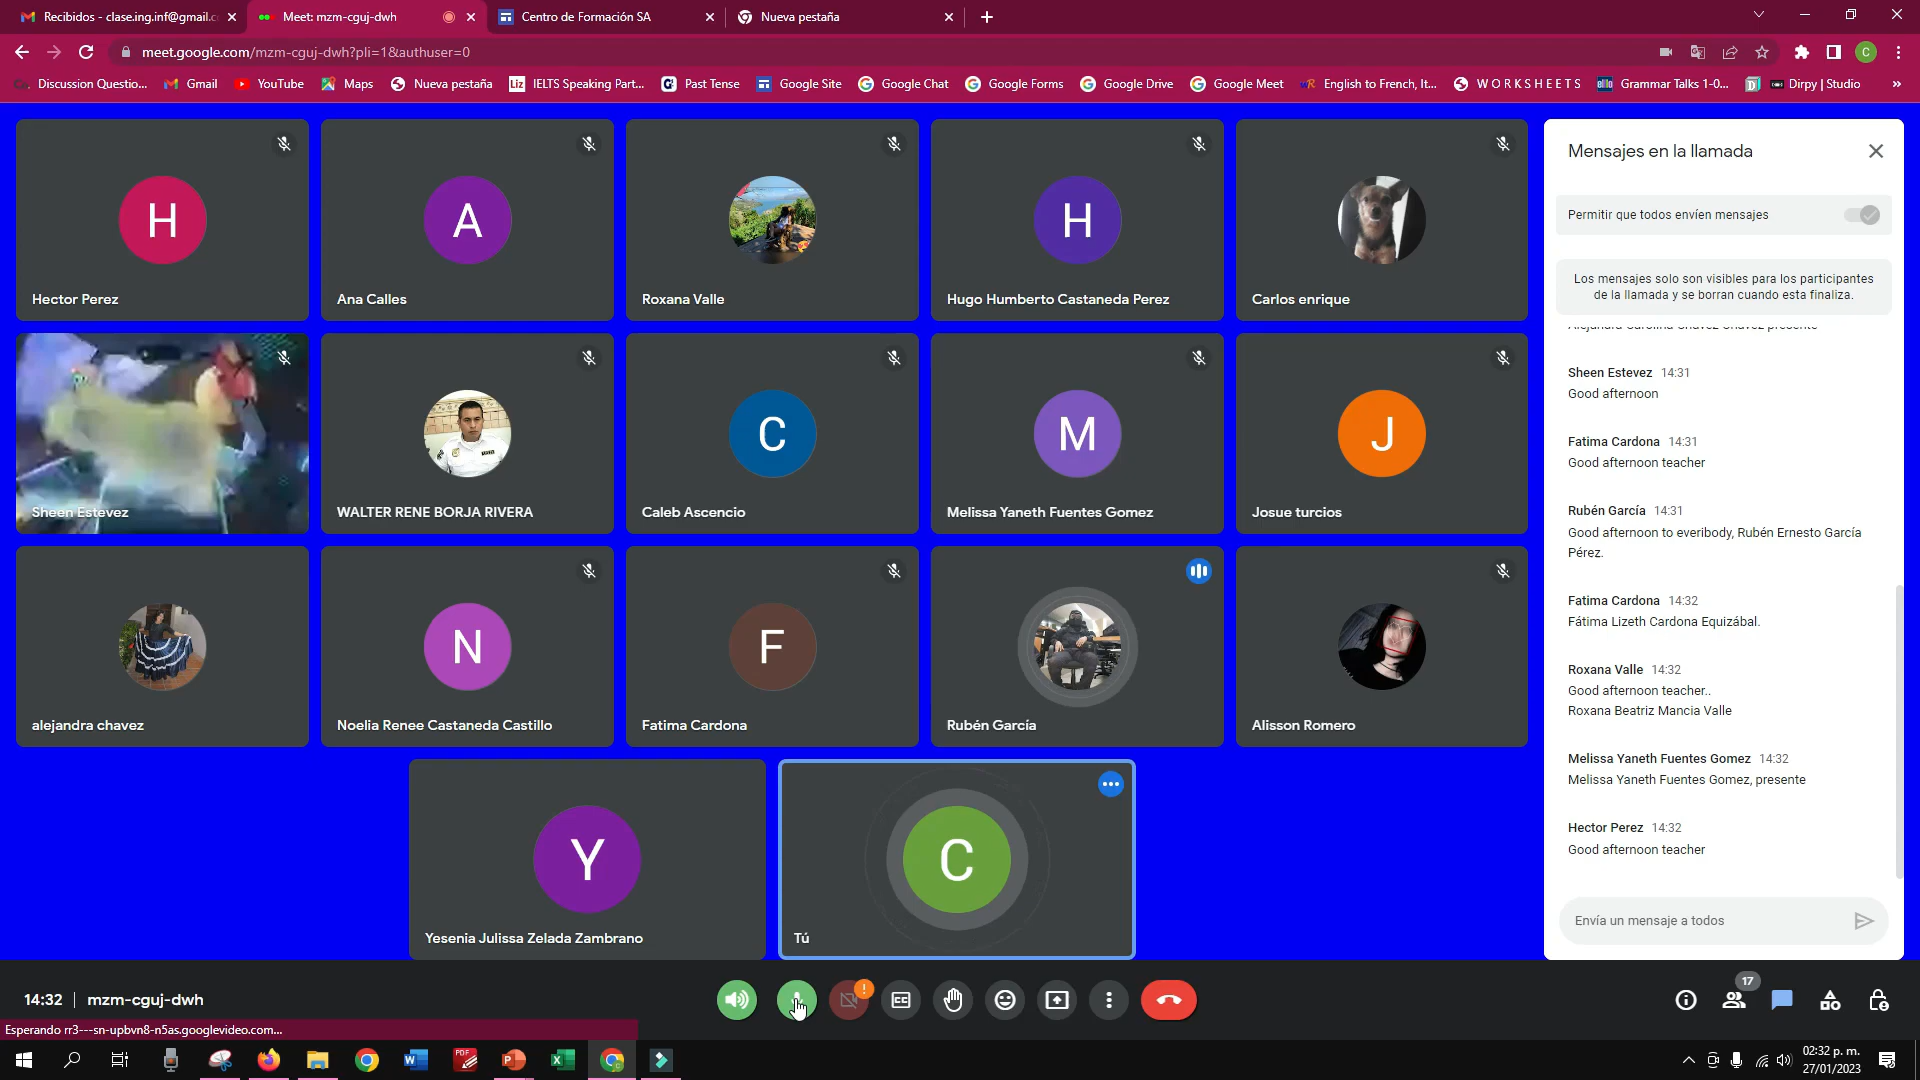 Recibidos - clase.ing.inf@gmail.c
Meet: mzm-cguj-dwh
Centro de Formación SA
Nueva pestaña
meet.google.com/mzm-cguj-dwh?pli=1&authuser=0
C
Discussion Questio...
Gmail
YouTube
Maps
Nueva pestaña
Liz
IELTS Speaking Part...
Past Tense
Google Site
Google Chat
Google Forms
Google Drive
Google Meet
English to French, It...
W O R K S H E E T S
Grammar Talks 1-0...
Dirpy | Studio
»
H
Hector Perez
A
Ana Calles
Roxana Valle
H
Hugo Humberto Castaneda Perez
Carlos enrique
Sheen Estevez
WALTER RENE BORJA RIVERA
C
Caleb Ascencio
M
Melissa Yaneth Fuentes Gomez
J
Josue turcios
alejandra chavez
N
Noelia Renee Castaneda Castillo
F
Fatima Cardona
Rubén García
Alisson Romero
Y
Yesenia Julissa Zelada Zambrano
C
Tú
Mensajes en la llamada
Permitir que todos envíen mensajes
Los mensajes solo son visibles para los participantes
de la llamada y se borran cuando esta finaliza.
Alejandra Carolina Chavez Chavez presente
Sheen Estevez 14:31
Good afternoon
Fatima Cardona 14:31
Good afternoon teacher
Rubén García 14:31
Good afternoon to everibody, Rubén Ernesto García
Pérez.
Fatima Cardona 14:32
Fátima Lizeth Cardona Equizábal.
Roxana Valle 14:32
Good afternoon teacher..
Roxana Beatriz Mancia Valle
Melissa Yaneth Fuentes Gomez 14:32
Melissa Yaneth Fuentes Gomez, presente
Hector Perez 14:32
Good afternoon teacher
Envía un mensaje a todos
14:32 | mzm-cguj-dwh
17
Esperando rr3---sn-upbvn8-n5as.googlevideo.com...
02:32 p. m.
27/01/2023